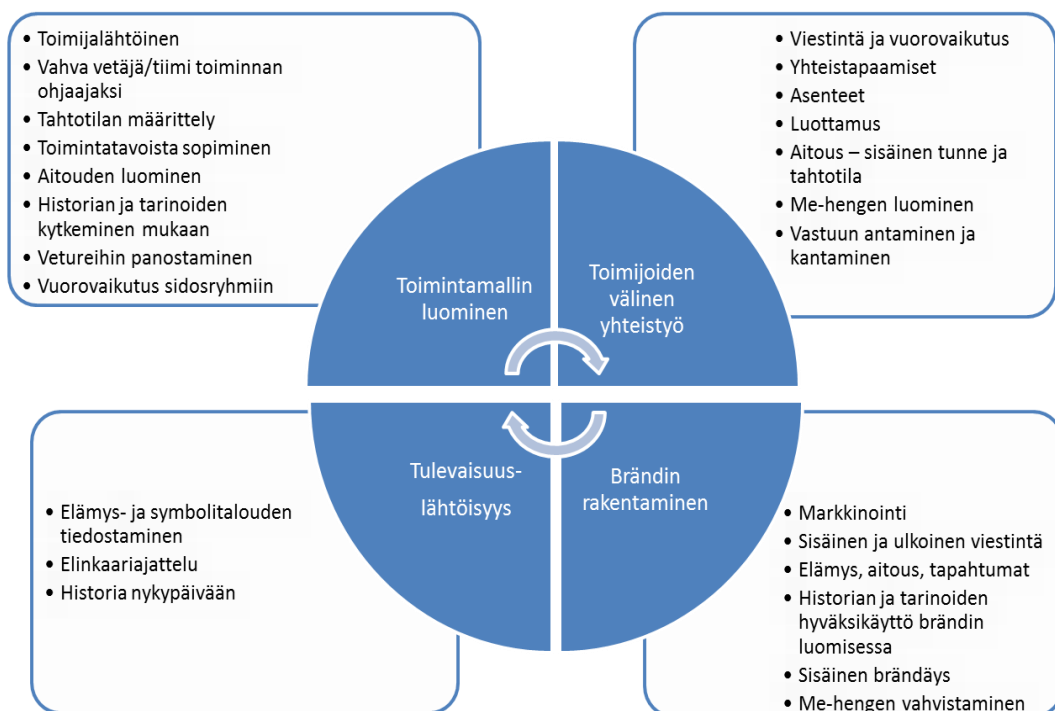 • Toimijalähtöinen
• Vahva vetäjä/tiimi toiminnan
ohjaajaksi
• Tahtotilan määrittely
• Toimintatavoista sopiminen
• Aitouden luominen
• Historian ja tarinoiden
kytkeminen mukaan
• Vetureihin panostaminen
• Vuorovaikutus sidosryhmiin
• Viestintä ja vuorovaikutus
• Yhteistapaamiset
• Asenteet
• Luottamus
• Aitous – sisäinen tunne ja
tahtotila
• Me-hengen luominen
• Vastuun antaminen ja
kantaminen
Toimintamallin
luominen
Toimijoiden
välinen
yhteistyö
Tulevaisuus-
lähtöisyys
Brändin
rakentaminen
• Elämys- ja symbolitalouden
tiedostaminen
• Elinkaariajattelu
• Historia nykypäivään
• Markkinointi
• Sisäinen ja ulkoinen viestintä
• Elämys, aitous, tapahtumat
• Historian ja tarinoiden
hyväksikäyttö brändin
luomisessa
• Sisäinen brändäys
• Me-hengen vahvistaminen